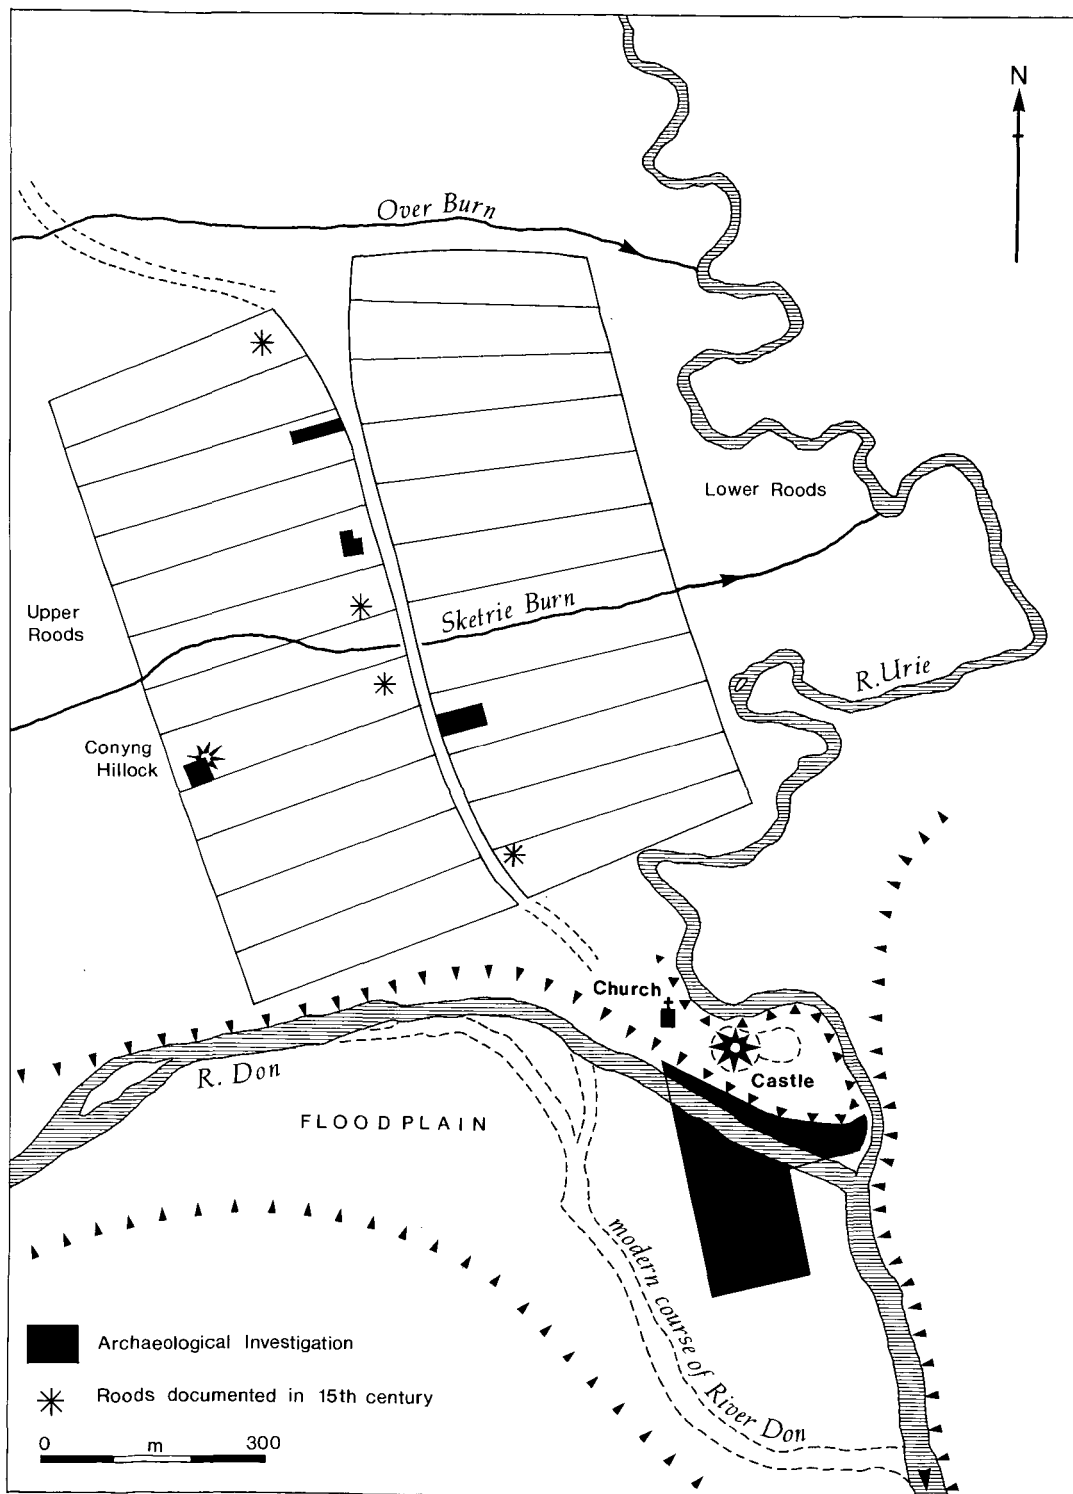 N
Over Burn
Lower Roods
Upper
Roods
Sketrie Burn
R. Urie
Conyng
Hillock
Church
R. Don
Castle
FLOODPLAIN
modern course of River Don
Archaeological Investigation
Roods documented in 15th century
0 m 300